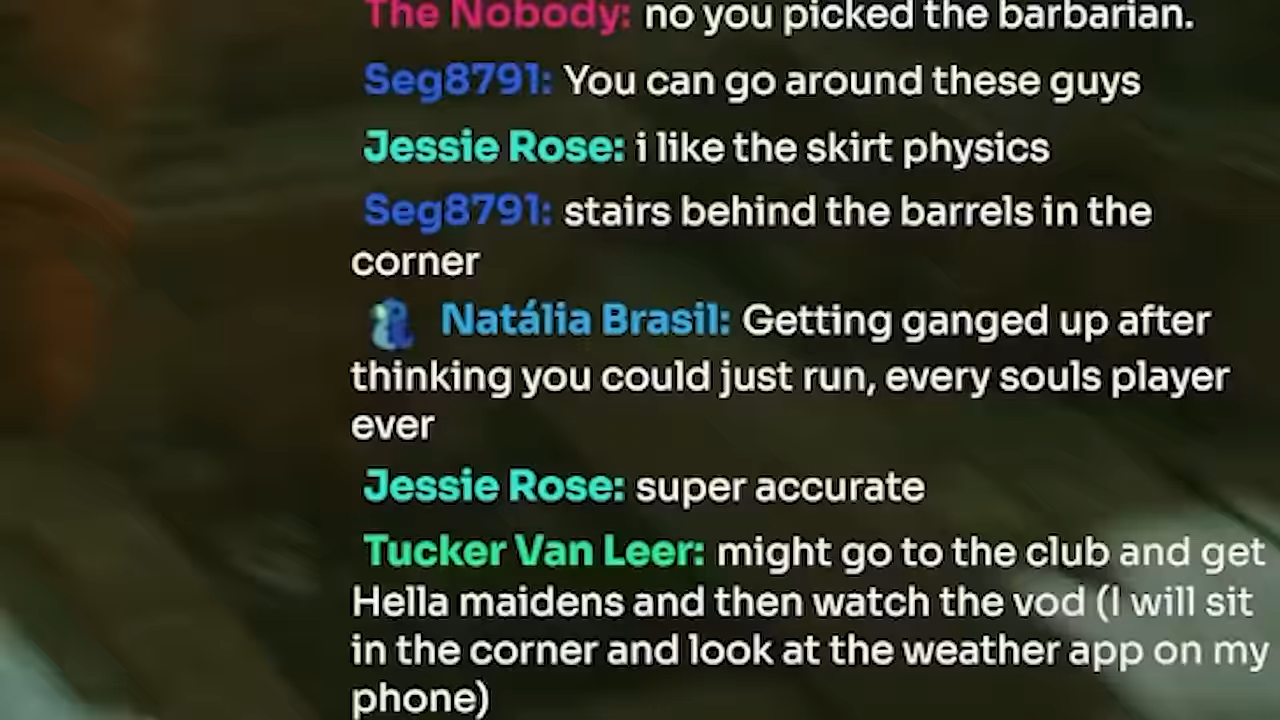 The Nobody: no you picked the barbarian.
Seg8791: You can go around these guys
Jessie Rose: i like the skirt physics
Seg8791: stairs behind the barrels in the
corner
Natália Brasil: Getting ganged up after
thinking you could just run, every souls player
ever
Jessie Rose: super accurate
Tucker Van Leer: might go to the club and get
Hella maidens and then watch the vod (I will sit
in the corner and look at the weather app on my
phone)